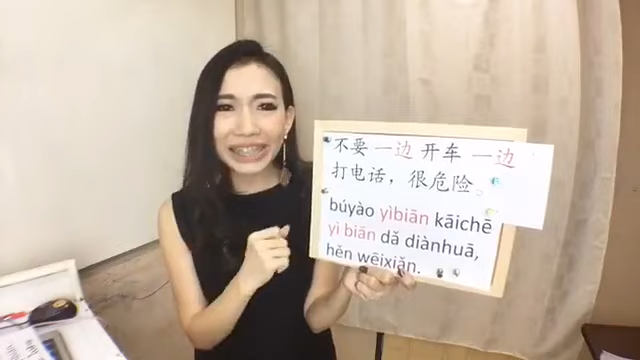 不要 一边 开车 一边
打电话，很危险。
búyào yìbiān kāichē
yì biān dǎ diànhuā,
hěn wēixiǎn.